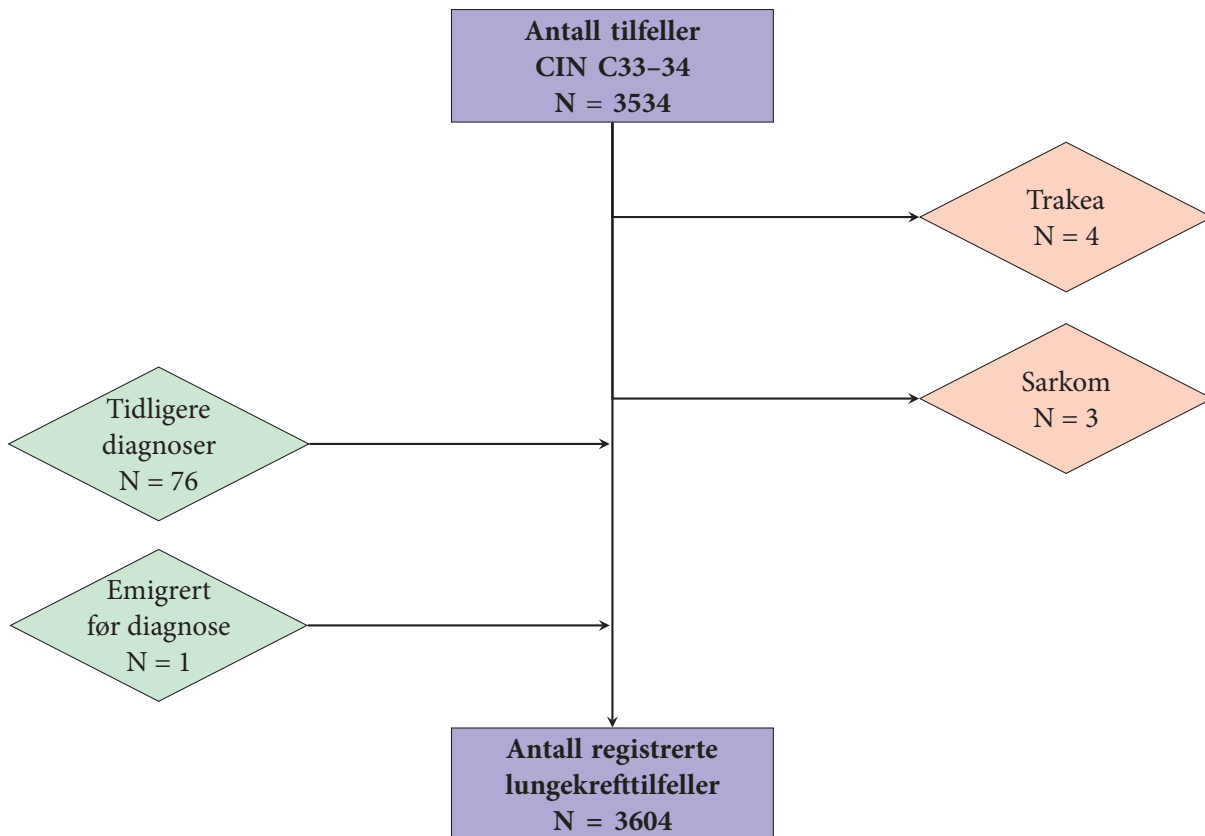 Antall tilfeller
CIN C33–34
N = 3534
Trakea
N = 4
Sarkom
N = 3
Tidligere
diagnoser
N = 76
Emigrert
før diagnose
N = 1
Antall registrerte
lungekrefttilfeller
N = 3604